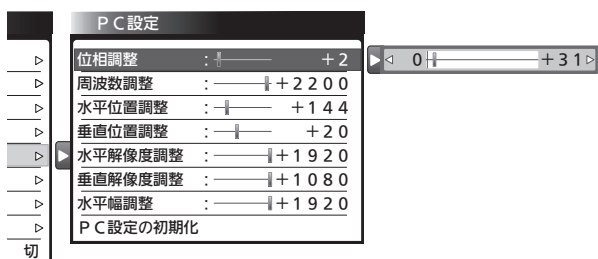 PC設定
位相調整 : +2
0 +31
周波数調整 : +2200
水平位置調整 : +144
垂直位置調整 : +20
水平解像度調整 : +1920
垂直解像度調整 : +1080
水平幅調整 : +1920
PC設定の初期化
切